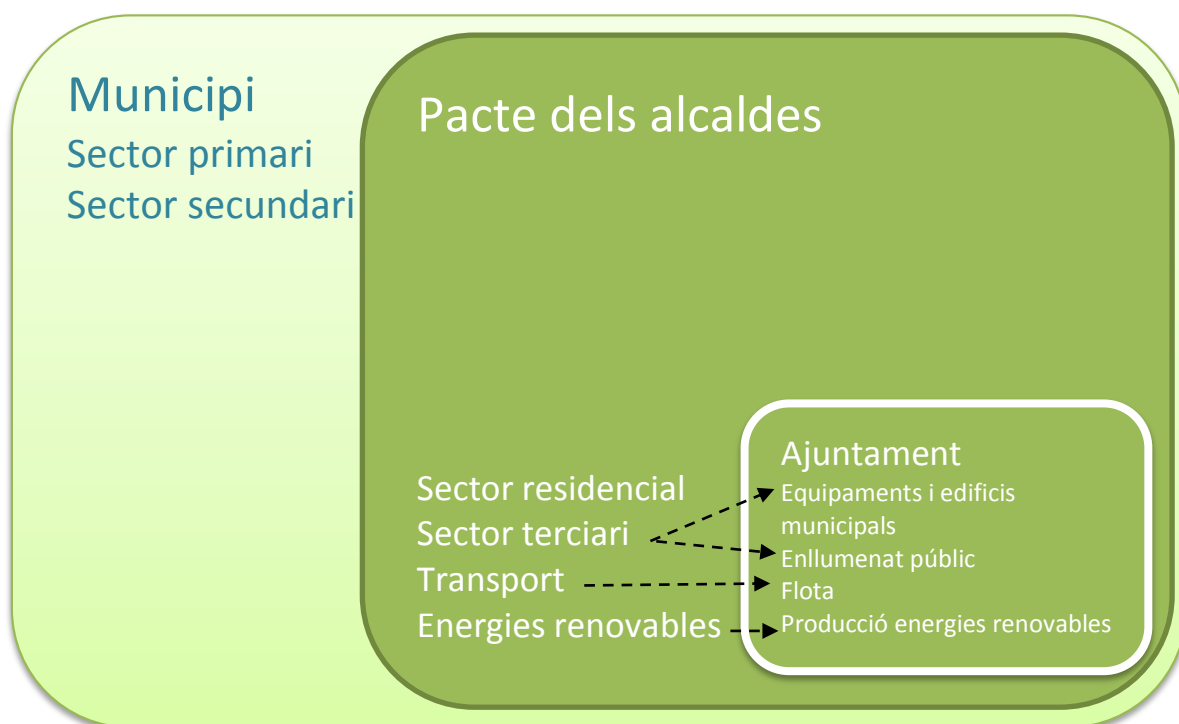 Municipi
Sector primari
Sector secundari
Pacte dels alcaldes
Sector residencial
Sector terciari
Transport
Energies renovables
Ajuntament
Equipaments i edificis
municipals
Enllumenat públic
Flota
Producció energies renovables